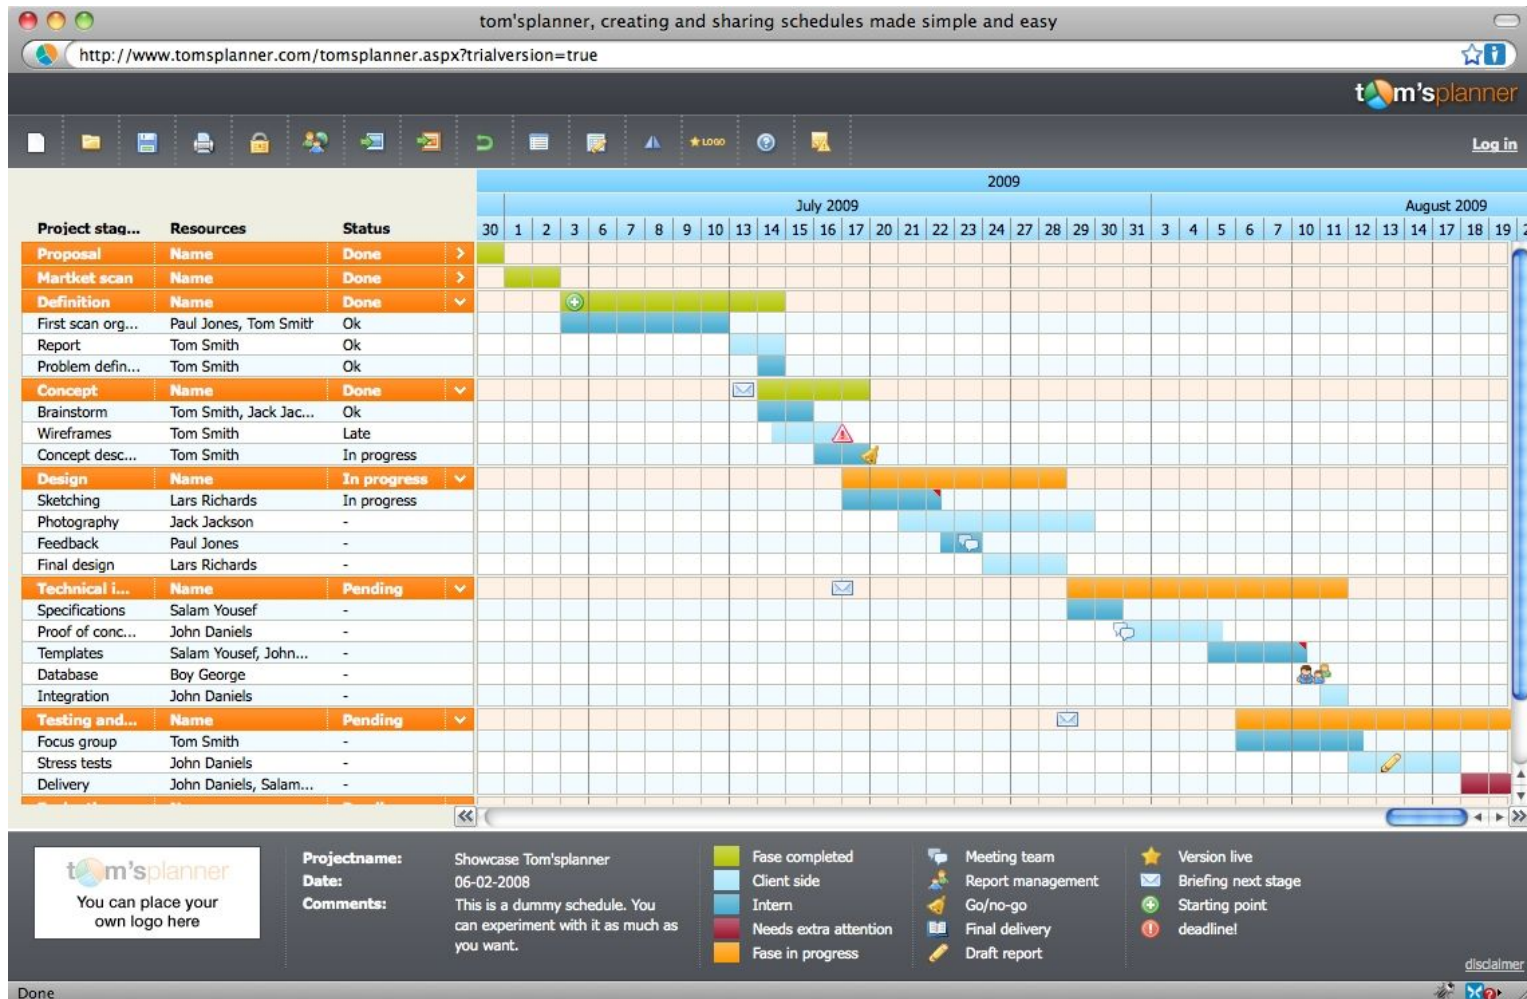 tom'splanner, creating and sharing schedules made simple and easy
http://www.tomsplanner.com/tomsplanner.aspx?trialversion=true
tom'splanner
LOGO
Log in
2009
July 2009 August 2009
Project stag... Resources Status 30 1 2 3 6 7 8 9 10 13 14 15 16 17 20 21 22 23 24 27 28 29 30 31 3 4 5 6 7 10 11 12 13 14 17 18 19 2
Proposal Name Done
Martket scan Name Done
Definition Name Done
First scan org... Paul Jones, Tom Smith Ok
Report Tom Smith Ok
Problem defin... Tom Smith Ok
Concept Name Done
Brainstorm Tom Smith, Jack Jac... Ok
Wireframes Tom Smith Late
Concept desc... Tom Smith In progress
Design Name In progress
Sketching Lars Richards In progress
Photography Jack Jackson -
Feedback Paul Jones -
Final design Lars Richards -
Technical i... Name Pending
Specifications Salam Yousef -
Proof of conc... John Daniels -
Templates Salam Yousef, John... -
Database Boy George -
Integration John Daniels -
Testing and... Name Pending
Focus group Tom Smith -
Stress tests John Daniels -
Delivery John Daniels, Salam... -
tom'splanner
You can place your
own logo here
Projectname: Showcase Tom'splanner
Date: 06-02-2008
Comments: This is a dummy schedule. You
can experiment with it as much as
you want.
Fase completed
Client side
Intern
Needs extra attention
Fase in progress
Meeting team
Report management
Go/no-go
Final delivery
Draft report
Version live
Briefing next stage
Starting point
deadline!
disclaimer
Done